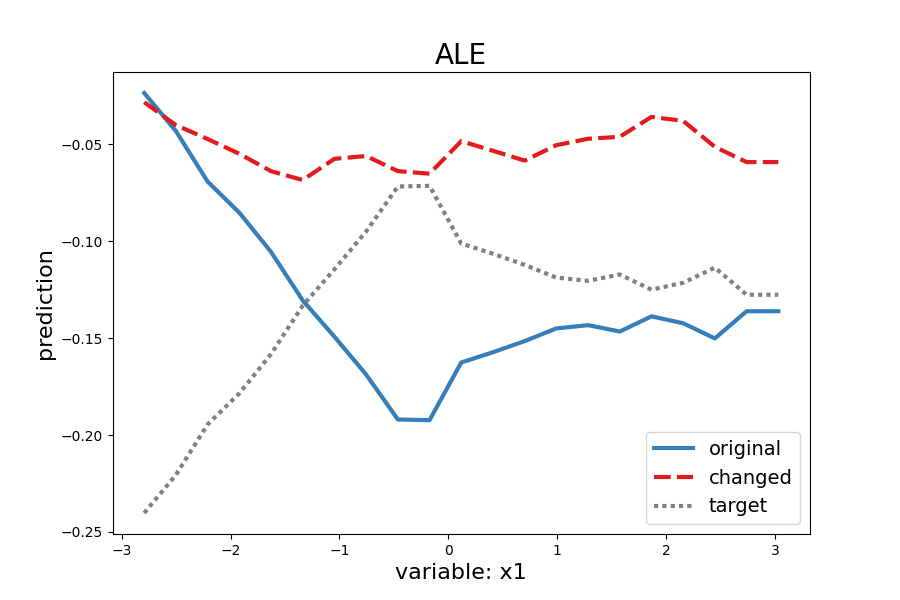 ALE
prediction
−0.05
−0.10
−0.15
−0.20
−0.25
−3
−2
−1
0
1
2
3
variable: x1
original
changed
target